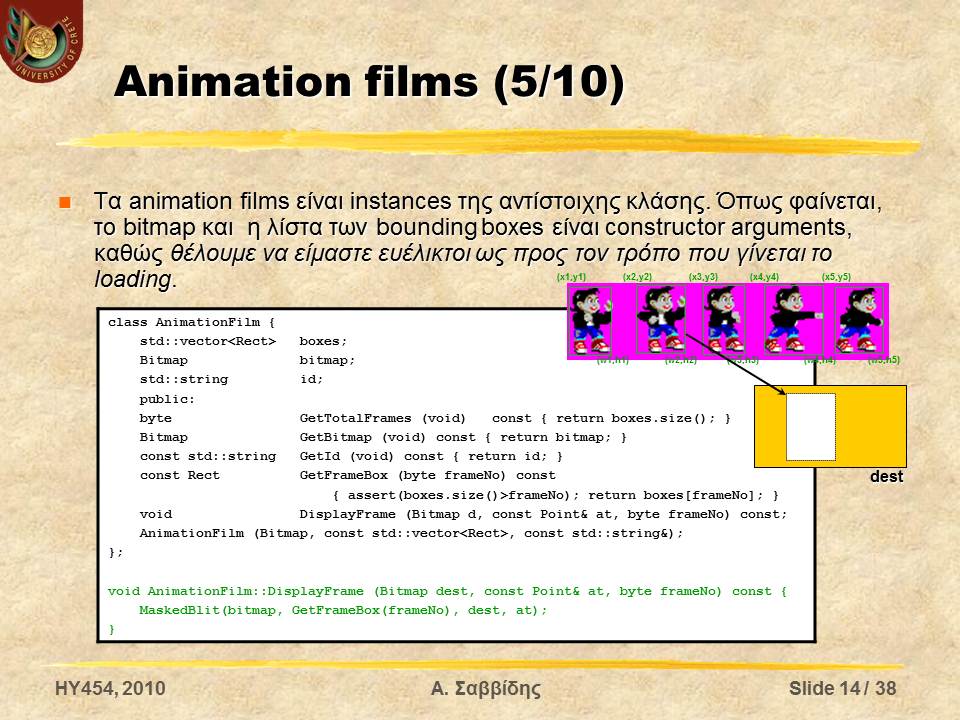 UNIVERSITY OF CRETE
Animation films (5/10)
Τα animation films είναι instances της αντίστοιχης κλάσης. Όπως φαίνεται,
το bitmap και η λίστα των bounding boxes είναι constructor arguments,
καθώς θέλουμε να είμαστε ευέλικτοι ως προς τον τρόπο που γίνεται το
loading.
(x1,y1) (x2,y2) (x3,y3) (x4,y4) (x5,y5)
(w1,h1) (w2,h2) (w3,h3) (w4,h4) (w5,h5)
dest
class AnimationFilm {
std::vector<Rect> boxes;
Bitmap bitmap;
std::string id;
public:
byte GetTotalFrames (void) const { return boxes.size(); }
Bitmap GetBitmap (void) const { return bitmap; }
const std::string GetId (void) const { return id; }
const Rect GetFrameBox (byte frameNo) const
{ assert(boxes.size()>frameNo); return boxes[frameNo]; }
void DisplayFrame (Bitmap d, const Point& at, byte frameNo) const;
AnimationFilm (Bitmap, const std::vector<Rect>, const std::string&);
};
void AnimationFilm::DisplayFrame (Bitmap dest, const Point& at, byte frameNo) const {
MaskedBlit(bitmap, GetFrameBox(frameNo), dest, at);
}
HY454, 2010
Α. Σαββίδης
Slide 14 / 38